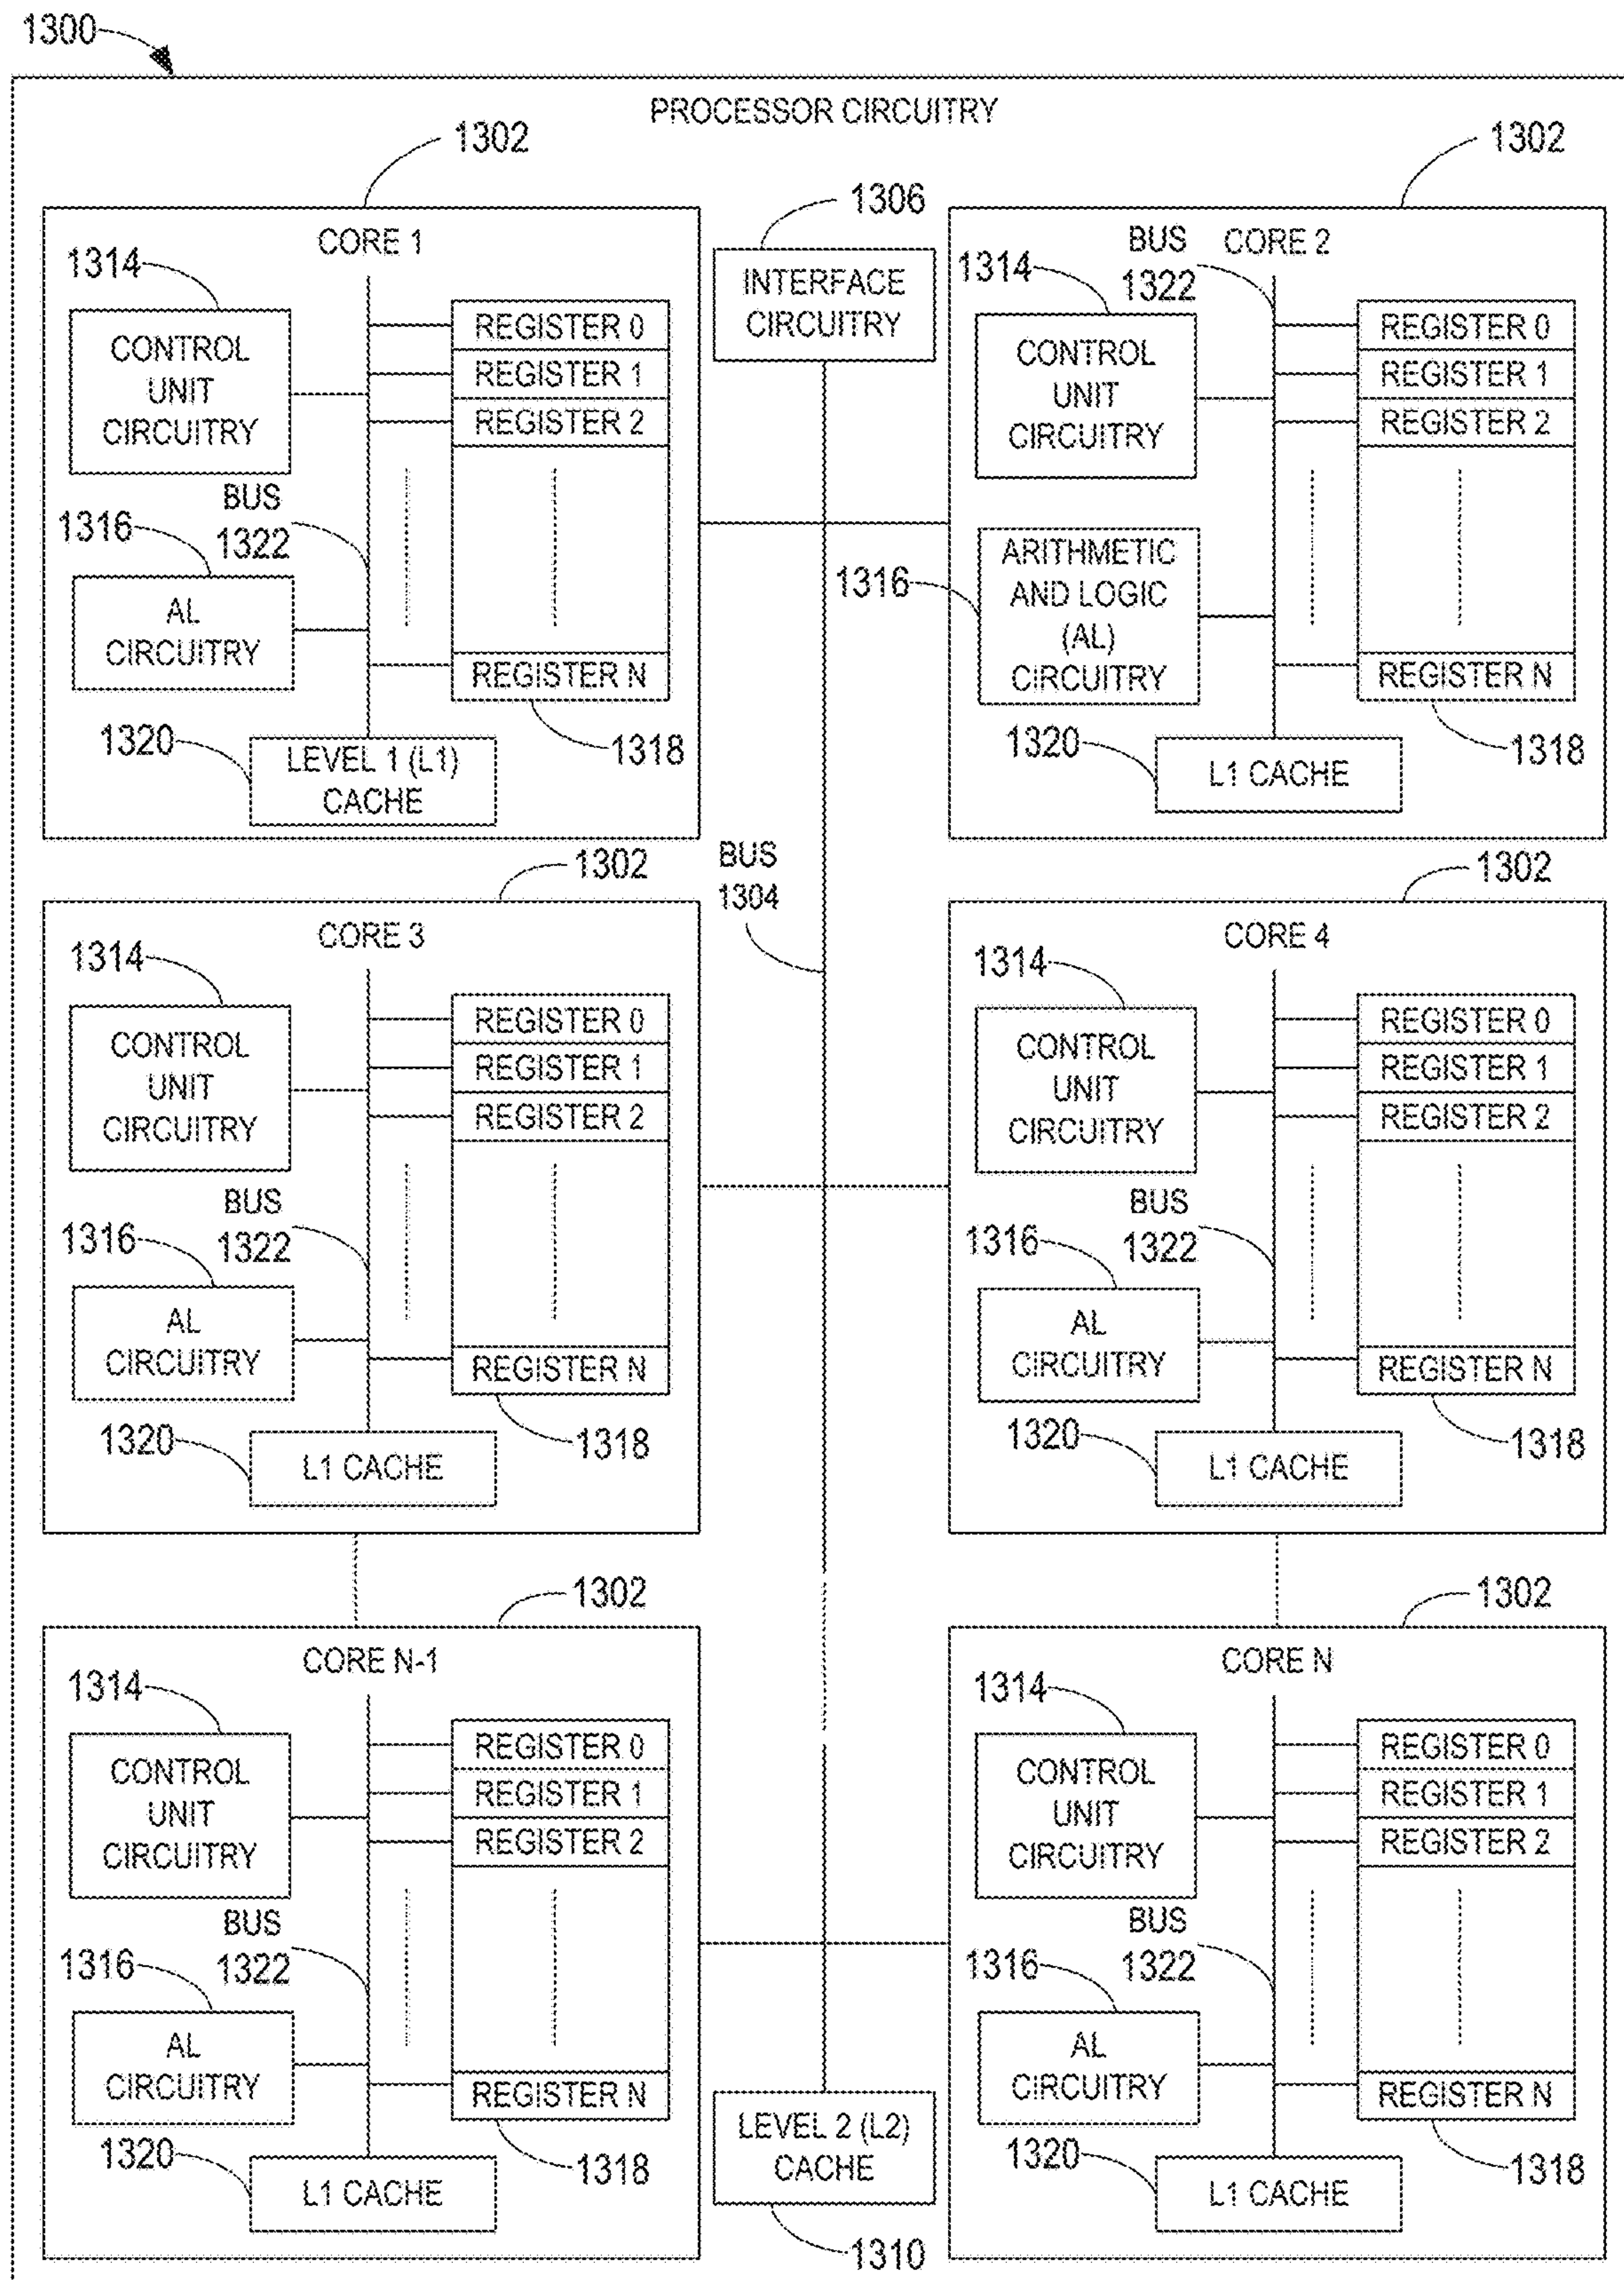 1300
PROCESSOR CIRCUITRY
1302
CORE 1
1314
CONTROL
UNIT
CIRCUITRY
REGISTER 0
REGISTER 1
REGISTER 2
BUS
1322
1316
AL
CIRCUITRY
REGISTER N
1318
1320
LEVEL 1 (L1)
CACHE
1306
INTERFACE
CIRCUITRY
1302
BUS
1322
CORE 2
1314
CONTROL
UNIT
CIRCUITRY
REGISTER 0
REGISTER 1
REGISTER 2
1316
ARITHMETIC
AND LOGIC
(AL)
CIRCUITRY
REGISTER N
1318
1320
L1 CACHE
BUS
1304
1302
CORE 3
1314
CONTROL
UNIT
CIRCUITRY
REGISTER 0
REGISTER 1
REGISTER 2
BUS
1322
1316
AL
CIRCUITRY
REGISTER N
1318
1320
L1 CACHE
1302
CORE 4
1314
CONTROL
UNIT
CIRCUITRY
REGISTER 0
REGISTER 1
REGISTER 2
BUS
1322
1316
AL
CIRCUITRY
REGISTER N
1318
1320
L1 CACHE
1302
CORE N-1
1314
CONTROL
UNIT
CIRCUITRY
REGISTER 0
REGISTER 1
REGISTER 2
BUS
1322
1316
AL
CIRCUITRY
REGISTER N
1318
1320
L1 CACHE
LEVEL 2 (L2)
CACHE
1310
1302
CORE N
1314
CONTROL
UNIT
CIRCUITRY
REGISTER 0
REGISTER 1
REGISTER 2
BUS
1322
1316
AL
CIRCUITRY
REGISTER N
1318
1320
L1 CACHE